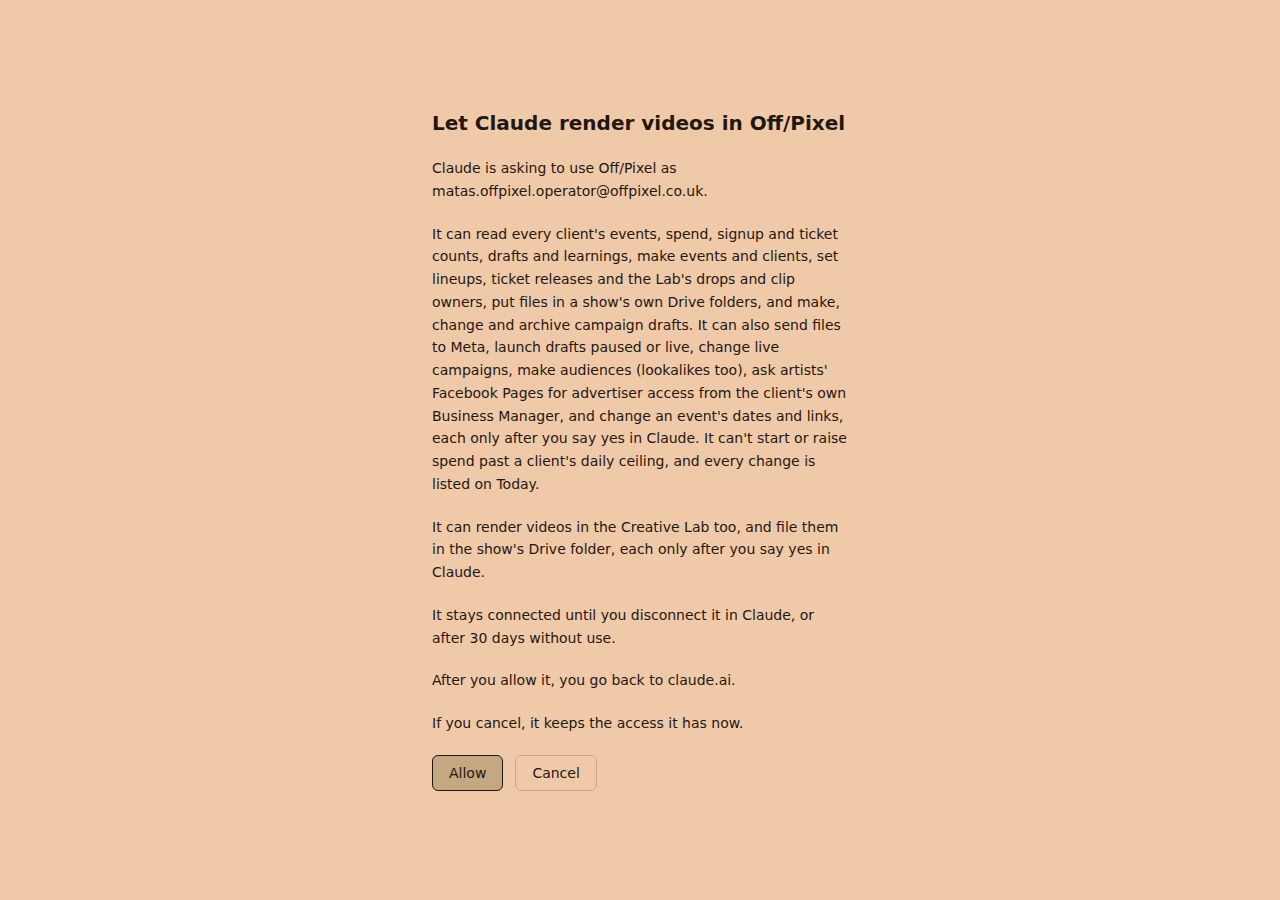 Let Claude render videos in Off/Pixel
Claude is asking to use Off/Pixel as
matas.offpixel.operator@offpixel.co.uk.
It can read every client's events, spend, signup and ticket
counts, drafts and learnings, make events and clients, set
lineups, ticket releases and the Lab's drops and clip
owners, put files in a show's own Drive folders, and make,
change and archive campaign drafts. It can also send files
to Meta, launch drafts paused or live, change live
campaigns, make audiences (lookalikes too), ask artists'
Facebook Pages for advertiser access from the client's own
Business Manager, and change an event's dates and links,
each only after you say yes in Claude. It can't start or raise
spend past a client's daily ceiling, and every change is
listed on Today.
It can render videos in the Creative Lab too, and file them
in the show's Drive folder, each only after you say yes in
Claude.
It stays connected until you disconnect it in Claude, or
after 30 days without use.
After you allow it, you go back to claude.ai.
If you cancel, it keeps the access it has now.
Allow
Cancel